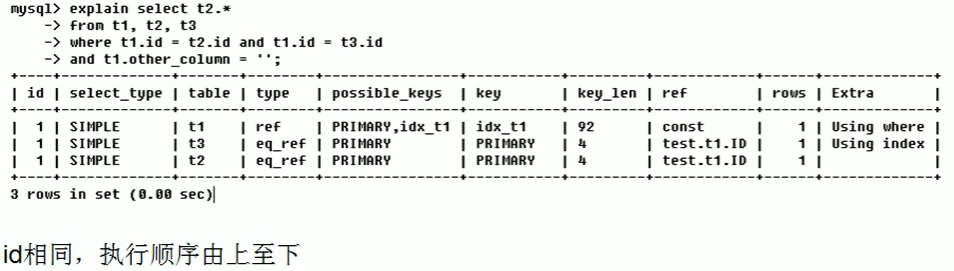 mysql> explain select t2.*
    -> from t1, t2, t3
    -> where t1.id = t2.id and t1.id = t3.id
    -> and t1.other_column = '';
+----+-------------+-------+--------+----------------+---------+---------+------------+------+-------------+
| id | select_type | table | type   | possible_keys  | key     | key_len | ref        | rows | Extra       |
+----+-------------+-------+--------+----------------+---------+---------+------------+------+-------------+
|  1 | SIMPLE      | t1    | ref    | PRIMARY,idx_t1 | idx_t1  | 92      | const      |    1 | Using where |
|  1 | SIMPLE      | t3    | eq_ref | PRIMARY        | PRIMARY | 4       | test.t1.ID |    1 | Using index |
|  1 | SIMPLE      | t2    | eq_ref | PRIMARY        | PRIMARY | 4       | test.t1.ID |    1 |             |
+----+-------------+-------+--------+----------------+---------+---------+------------+------+-------------+
3 rows in set (0.00 sec)
id相同，执行顺序由上至下